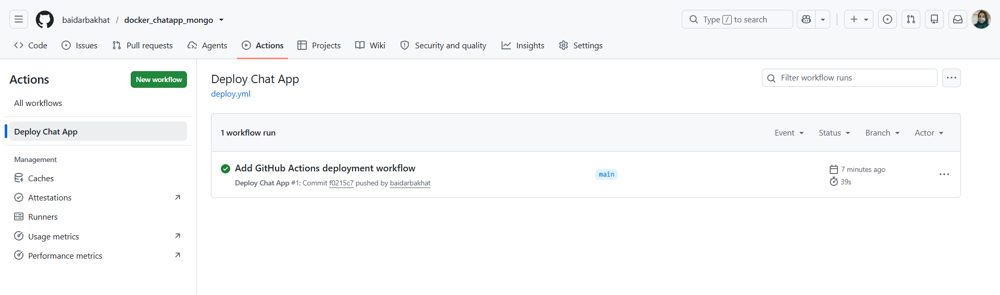 baidarbakhat / docker_chatapp_mongo
Type / to search
Code Issues Pull requests Agents Actions Projects Wiki Security and quality Insights Settings
Actions
New workflow
All workflows
Deploy Chat App
Management
Caches
Attestations
Runners
Usage metrics
Performance metrics
Deploy Chat App
deploy.yml
Filter workflow runs
1 workflow run
Event Status Branch Actor
Add GitHub Actions deployment workflow
Deploy Chat App #1: Commit f0215c7 pushed by baidarbakhat
main
7 minutes ago
39s